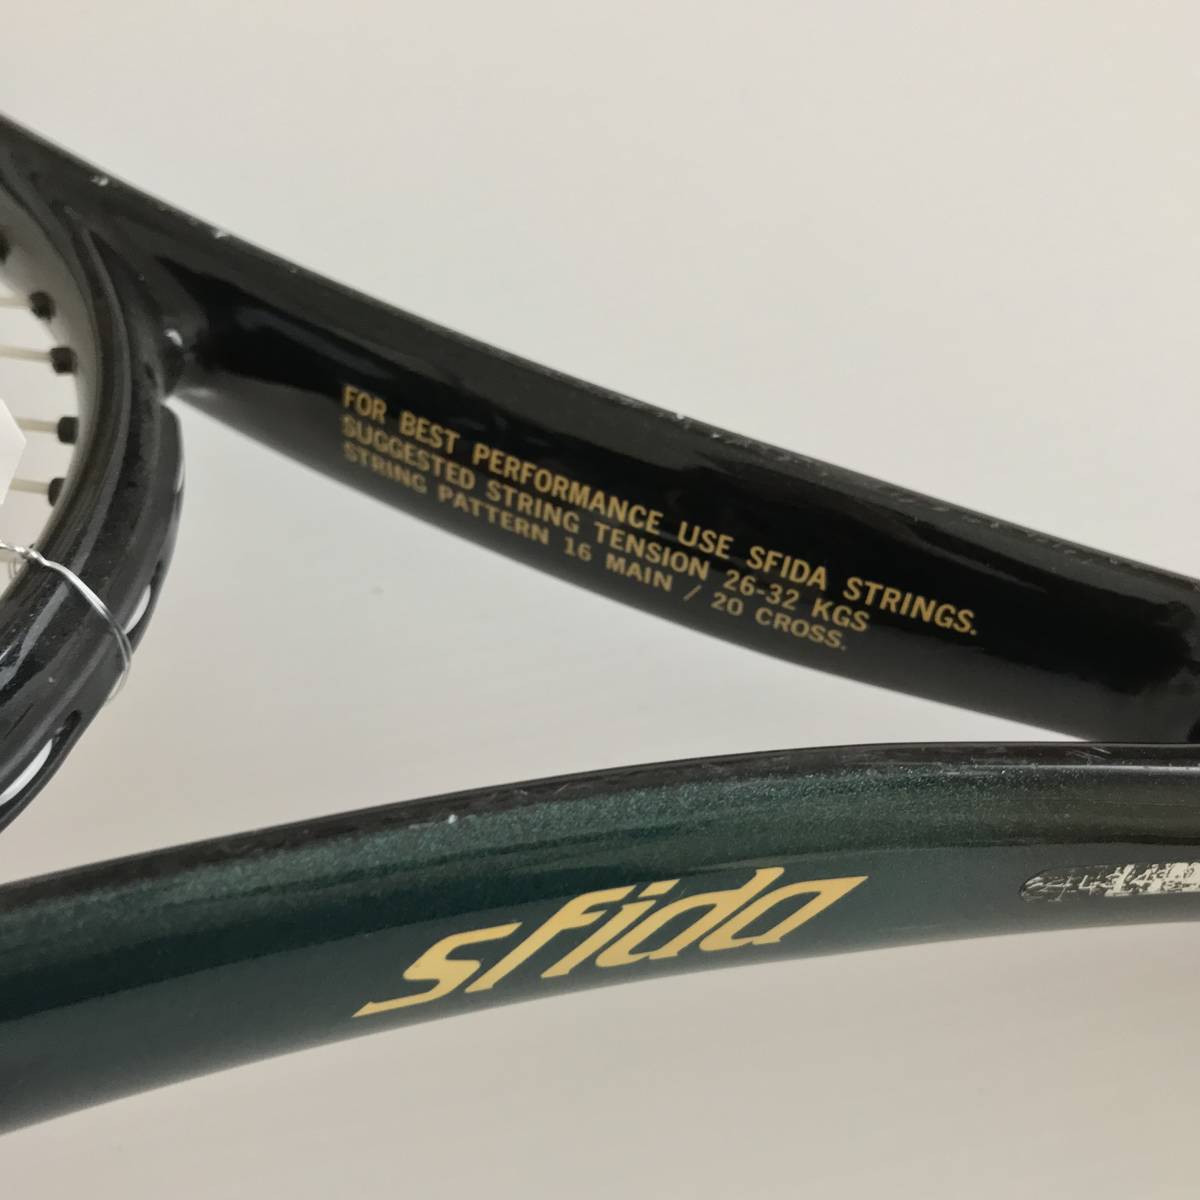 FOR BEST PERFORMANCE USE SFIDA STRINGS.
SUGGESTED STRING TENSION 26-32 KGS
STRING PATTERN 16 MAIN / 20 CROSS.
sfida